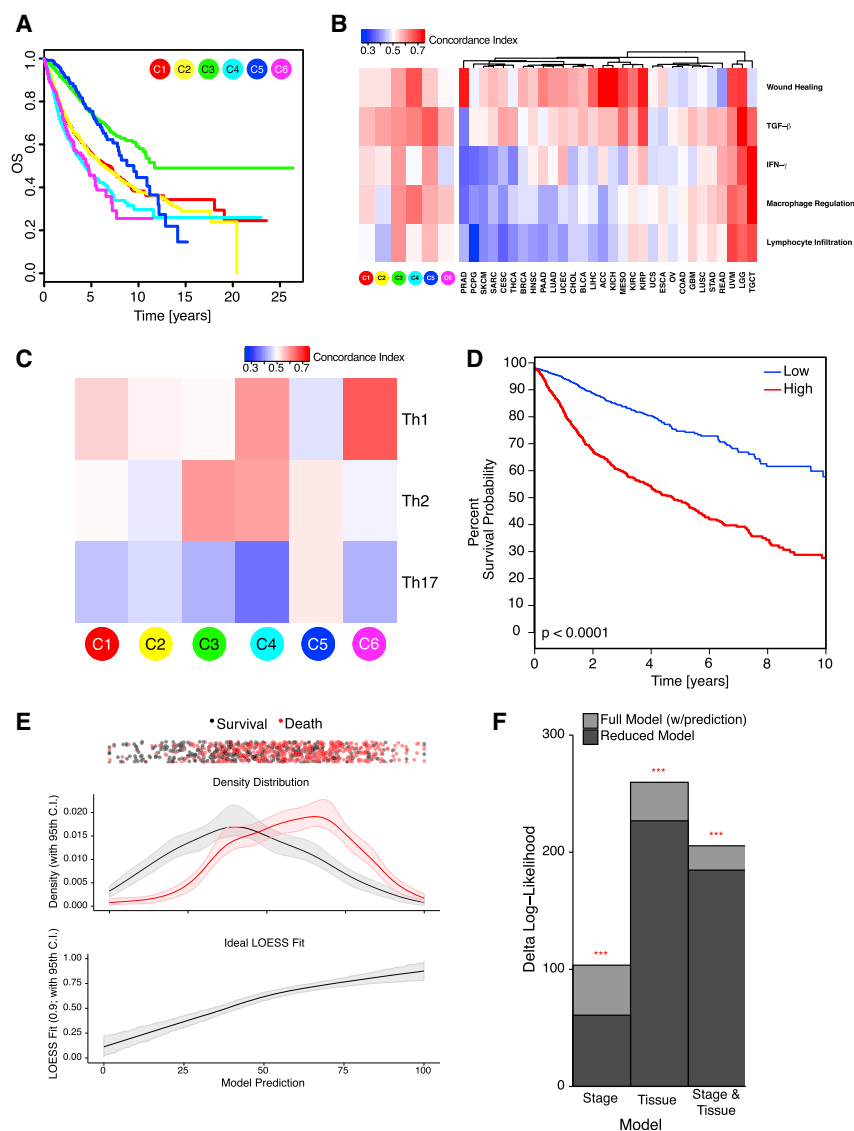 A
C1 C2 C3 C4 C5 C6
OS
1.0
0.8
0.6
0.4
0.2
0.0
0 5 10 15 20 25
Time [years]
B
0.3 0.5 0.7
Concordance Index
Wound Healing
TGF−β
IFN−γ
Macrophage Regulation
Lymphocyte Infiltration
C1 C2 C3 C4 C5 C6
PRAD PCPG SKCM SARC CESC THCA BRCA HNSC PAAD LUAD UCEC CHOL BLCA LIHC ACC KICH MESO KIRC KIRP UCS ESCA OV COAD GBM LUSC STAD READ UVM LGG TGCT
C
0.3 0.5 0.7
Concordance Index
Th1
Th2
Th17
C1 C2 C3 C4 C5 C6
D
Low
High
Percent
Survival Probability
100
90
80
70
60
50
40
30
20
10
0
p < 0.0001
0 2 4 6 8 10
Time [years]
E
Survival Death
Density Distribution
Density (with 95th C.I.)
0.020
0.015
0.010
0.005
0.000
Ideal LOESS Fit
LOESS Fit (0.9; with 95th C.I.)
1.00
0.75
0.50
0.25
0.00
0 25 50 75 100
Model Prediction
F
Full Model (w/prediction)
Reduced Model
Delta Log−Likelihood
300
200
100
0
***
***
***
Stage Tissue Stage &
Tissue
Model